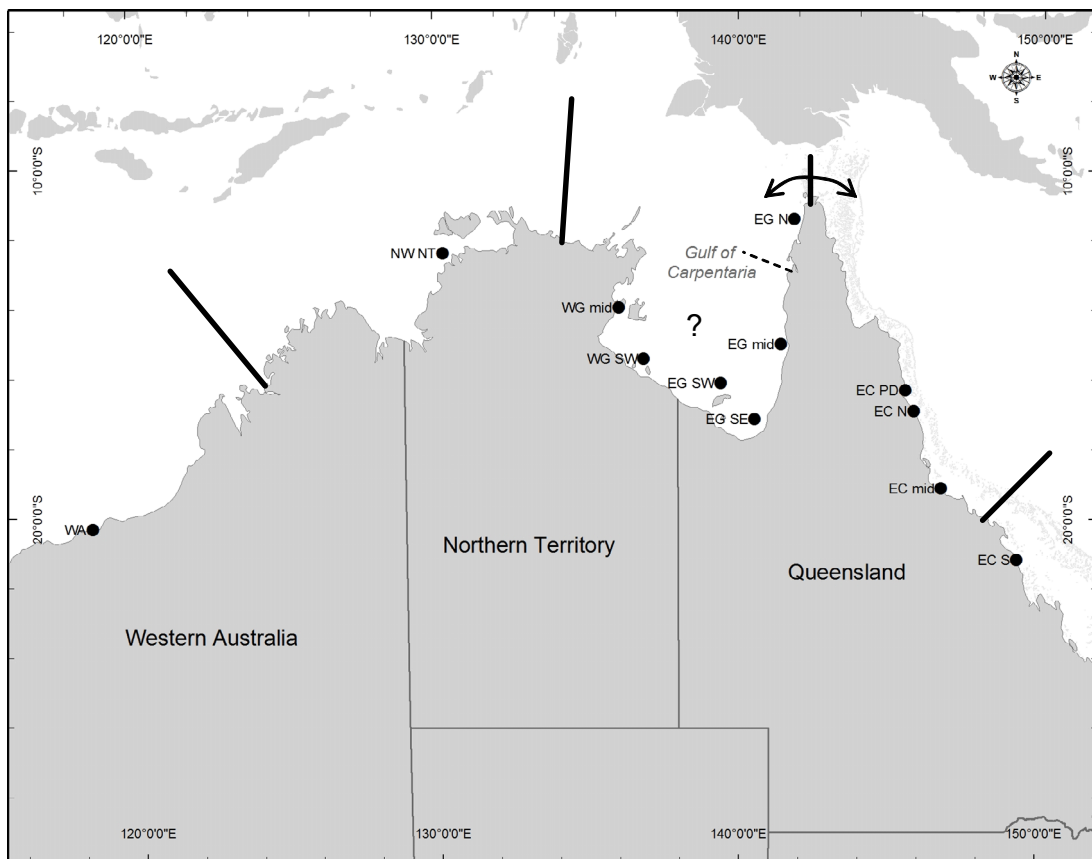 120°0'0"E
130°0'0"E
140°0'0"E
150°0'0"E
N
W
E
S
10°0'0"S
10°0'0"S
EG N
NW NT
Gulf of
Carpentaria
WG mid
?
EG mid
WG SW
EG SW
EC PD
EC N
EG SE
EC mid
20°0'0"S
20°0'0"S
WA
Northern Territory
EC S
Queensland
Western Australia
120°0'0"E
130°0'0"E
140°0'0"E
150°0'0"E